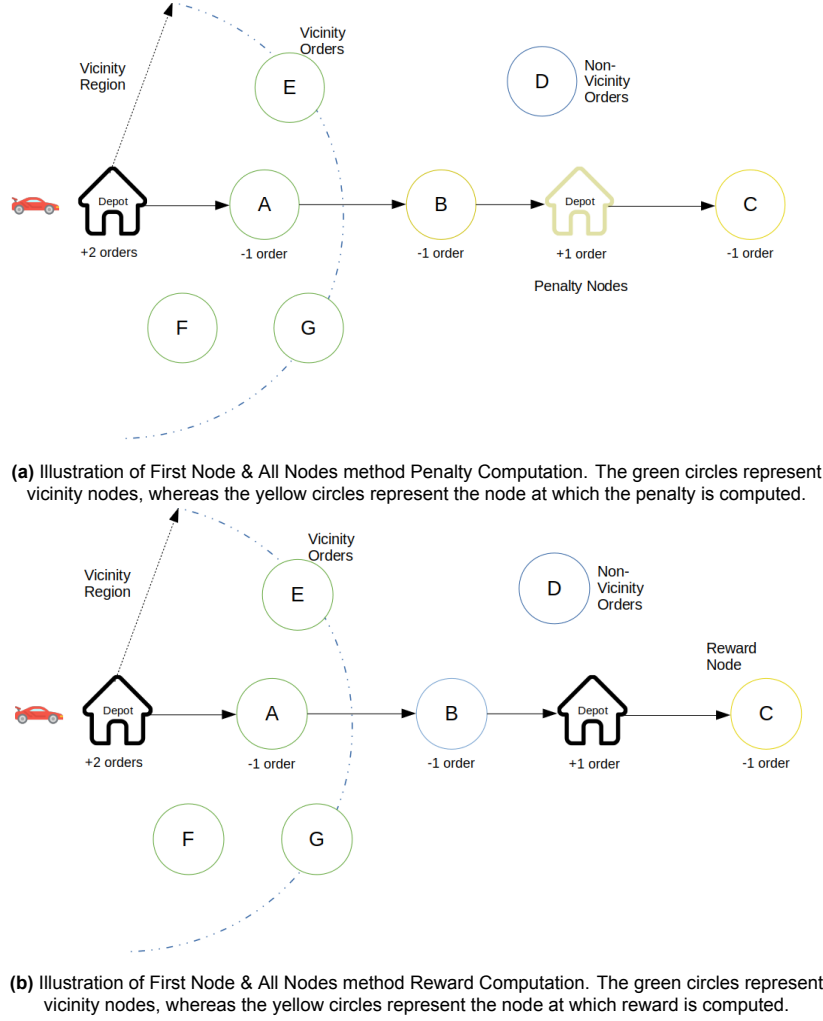 Vicinity
Orders
Vicinity
Region
E
D
Non-
Vicinity
Orders
Depot
A
B
Depot
C
+2 orders
-1 order
-1 order
+1 order
-1 order
Penalty Nodes
F
G
(a) Illustration of First Node & All Nodes method Penalty Computation. The green circles represent
vicinity nodes, whereas the yellow circles represent the node at which the penalty is computed.
Vicinity
Orders
Vicinity
Region
E
D
Non-
Vicinity
Orders
Reward
Node
Depot
A
B
Depot
C
+2 orders
-1 order
-1 order
+1 order
-1 order
F
G
(b) Illustration of First Node & All Nodes method Reward Computation. The green circles represent
vicinity nodes, whereas the yellow circles represent the node at which reward is computed.